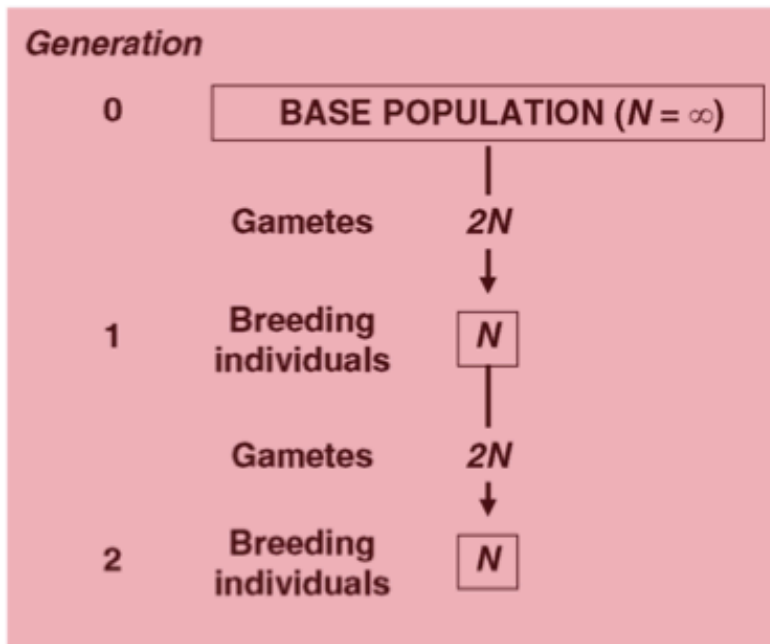 Generation
0 BASE POPULATION (N = ∞)
Gametes 2N
1 Breeding individuals N
Gametes 2N
2 Breeding individuals N